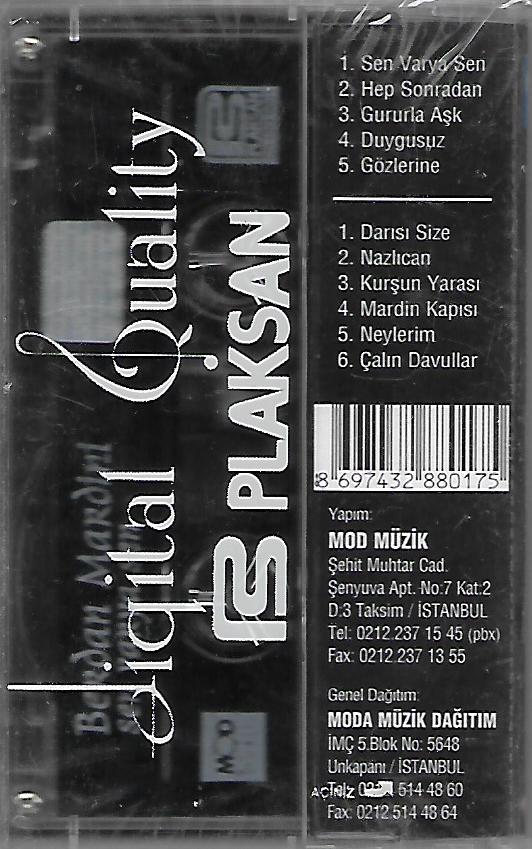 Digital Quality
PLAKSAN
Berdan Mardini
1. Sen Varya Sen
2. Hep Sonradan
3. Gururla Aşk
4. Duygusuz
5. Gözlerine
1. Darısı Size
2. Nazlıcan
3. Kurşun Yarası
4. Mardin Kapısı
5. Neylerim
6. Çalın Davullar
8 697432 880175
Yapım:
MOD MÜZİK
Şehit Muhtar Cad.
Şenyuva Apt. No:7 Kat:2
D.3 Taksim / İSTANBUL
Tel: 0212 237 15 45 (pbx)
Fax: 0212 237 13 55
Genel Dağıtım:
MODA MÜZİK DAĞITIM
İMÇ 5.Blok No: 5648
Unkapanı / İSTANBUL
AÇINIZ
Tel: 514 48 60
Fax: 0212 514 48 64